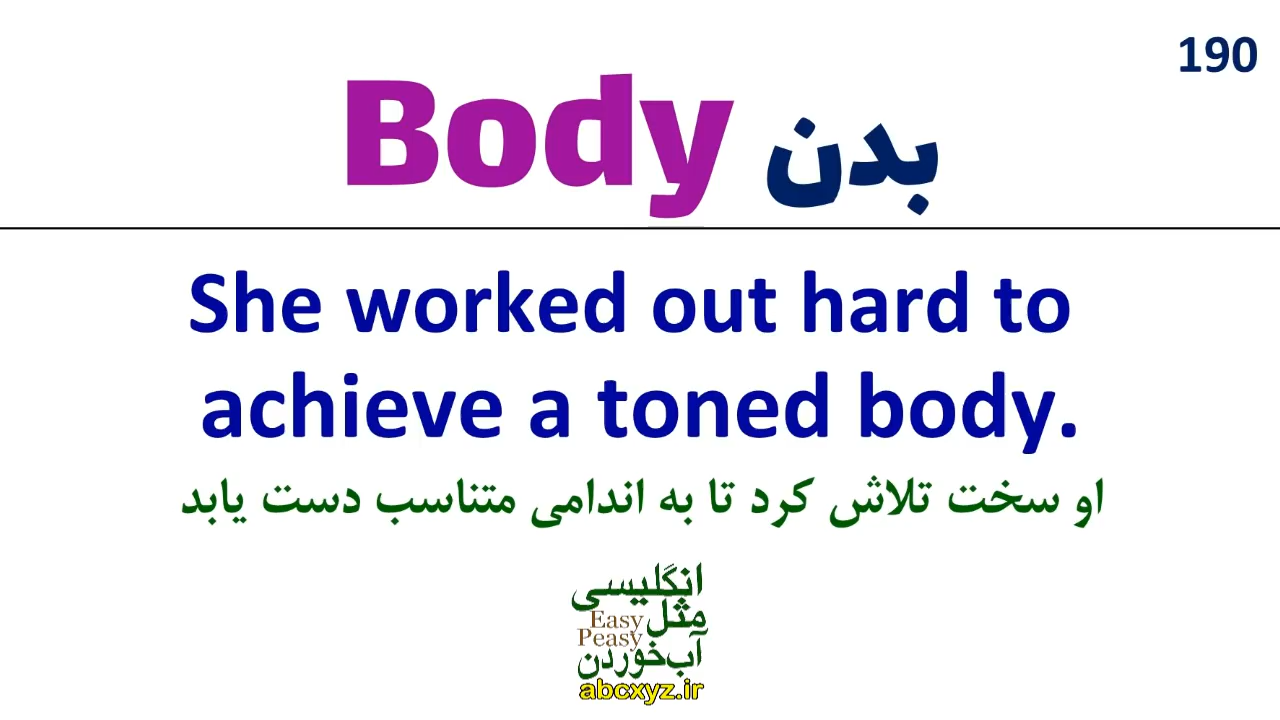 190
Body بدن
She worked out hard to
achieve a toned body.
او سخت تلاش کرد تا به اندامی متناسب دست یابد
انگلیسی
مثل
Easy
Peasy
آب‌خوردن
abcxyz.ir